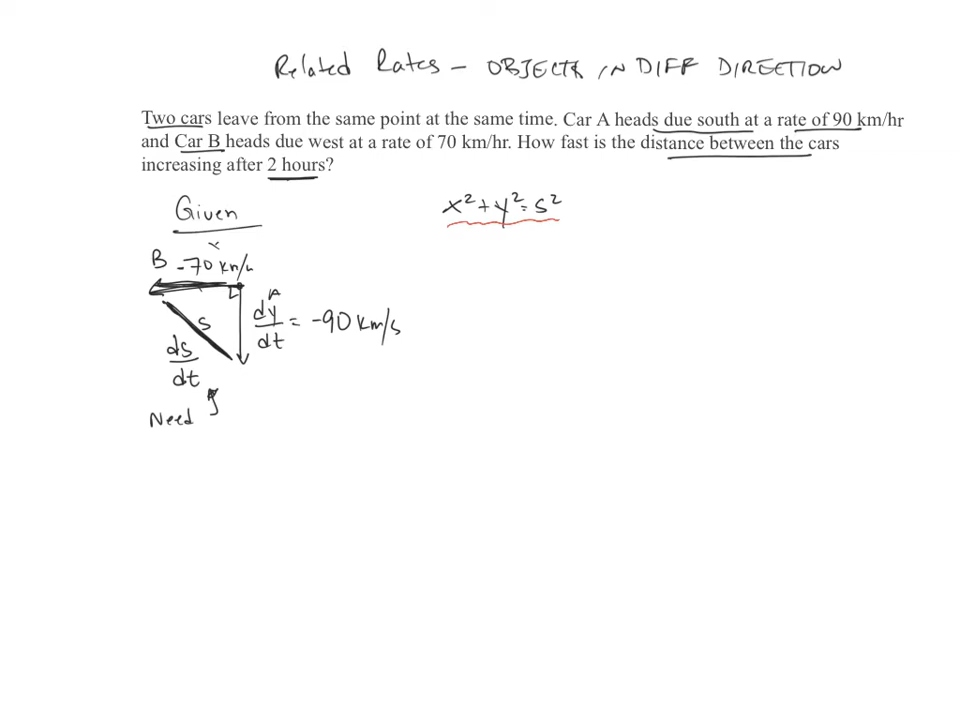 Related Rates - OBJECTS IN DIFF DIRECTION
Two cars leave from the same point at the same time. Car A heads due south at a rate of 90 km/hr
and Car B heads due west at a rate of 70 km/hr. How fast is the distance between the cars
increasing after 2 hours?
Given
x² + y² = s²
x
B -70 km/h
A
dy/dt = -90 km/s
s
ds/dt
Need